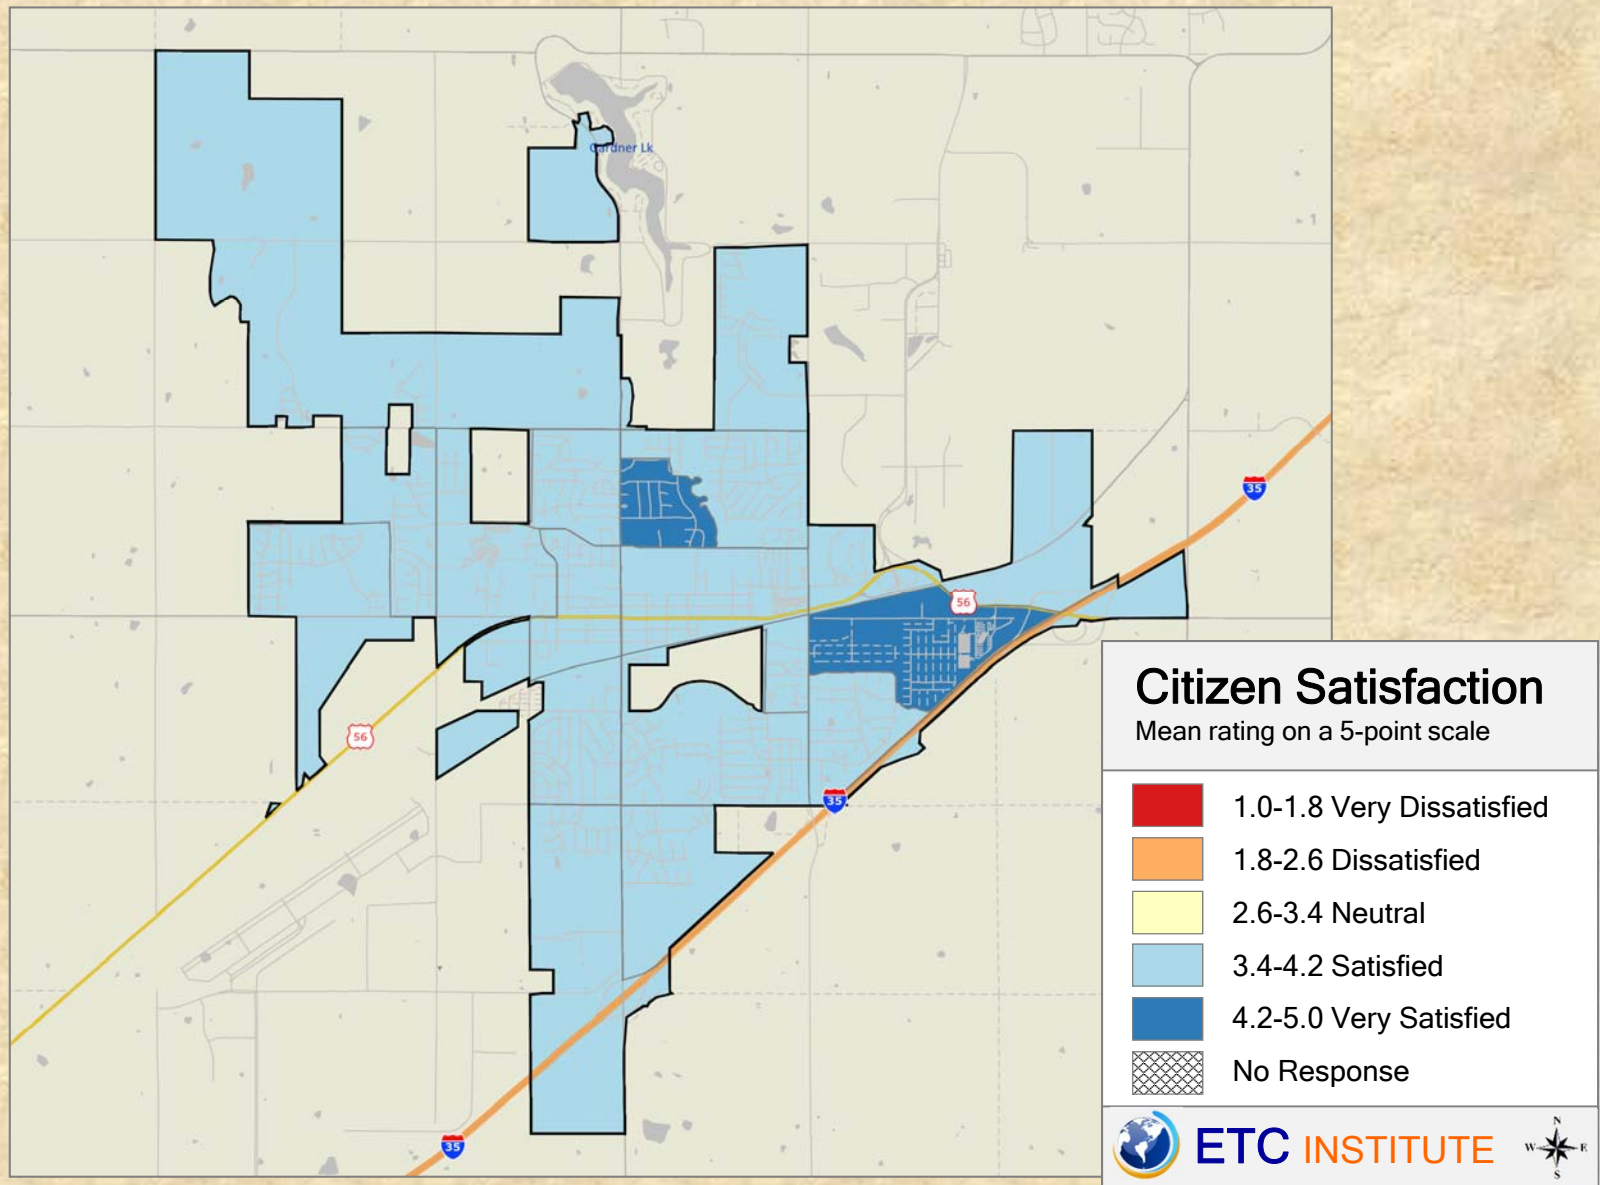 Gardner Lk
1
35
56
56
35
35
Citizen Satisfaction
Mean rating on a 5-point scale
1.0-1.8 Very Dissatisfied
1.8-2.6 Dissatisfied
2.6-3.4 Neutral
3.4-4.2 Satisfied
4.2-5.0 Very Satisfied
No Response
ETC INSTITUTE
N
W E
S